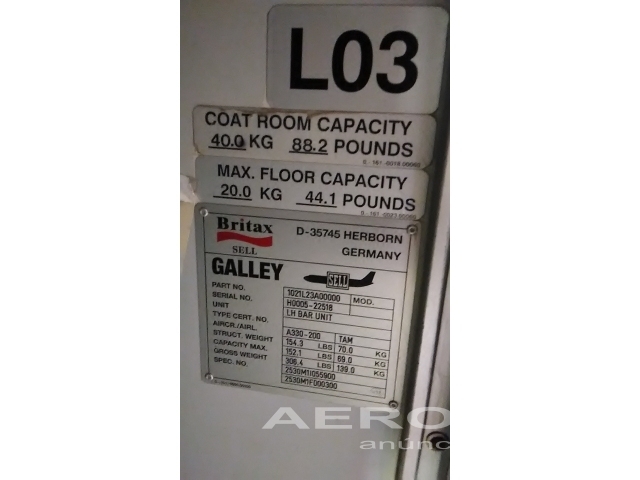 L03
COAT ROOM CAPACITY
40.0 KG 88.2 POUNDS
MAX. FLOOR CAPACITY
20.0 KG 44.1 POUNDS
Britax
SELL
D-35745 HERBORN
GERMANY
GALLEY
SELL
PART NO. 1021L23A00000 MOD.
SERIAL NO. H0005-22518
UNIT LH BAR UNIT
TYPE CERT. NO.
AIRCR./AIRL. A330-200 TAM
STRUCT. WEIGHT 154.3 LBS 70.0 KG
CAPACITY MAX. 152.1 LBS 69.0 KG
GROSS WEIGHT 306.4 LBS 139.0 KG
SPEC. NO. 2530M1I055900
2530M1F000300
AERO
anúnc